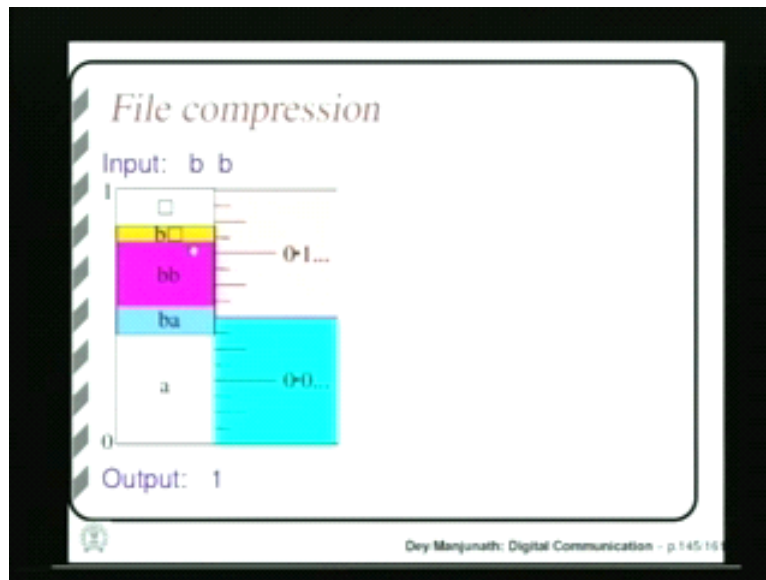 File compression
Input: b b
1
□
b□
0•1...
bb
ba
a
0•0...
0
Output: 1
Dey/Manjunath: Digital Communication – p.145/161